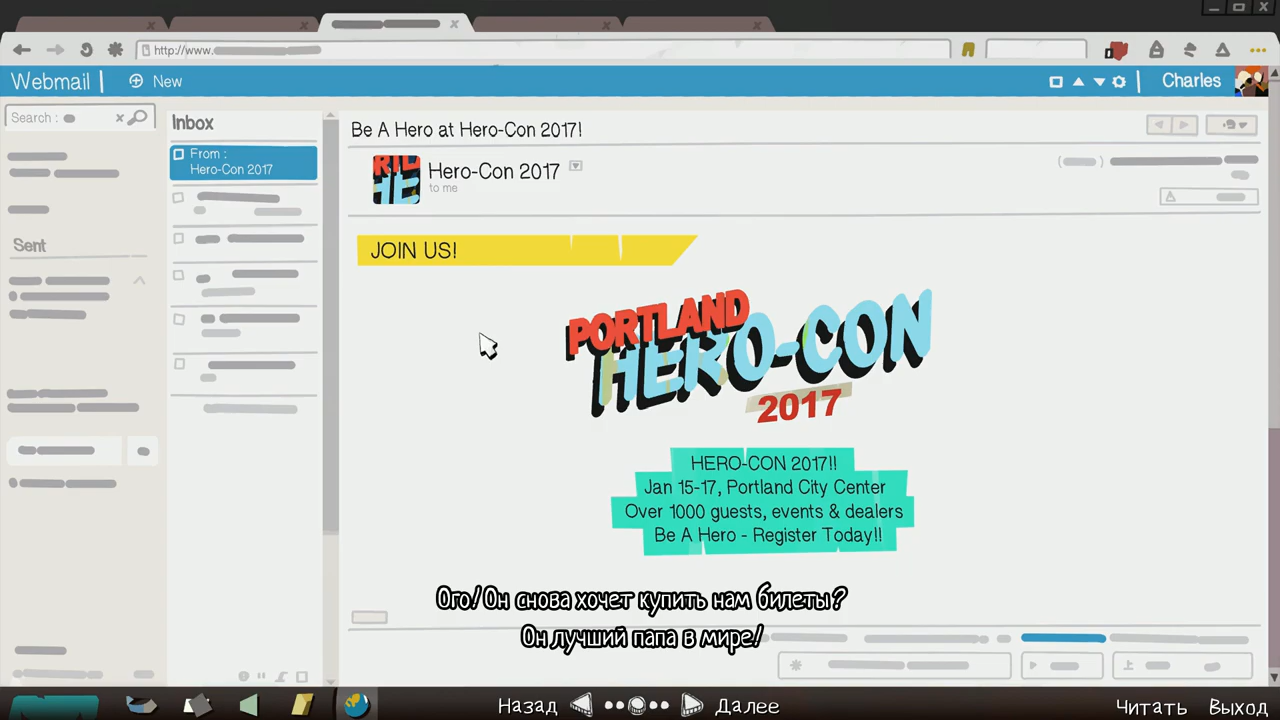 http://www.
Webmail
New
Charles
Search :
Inbox
From :
Hero-Con 2017
Sent
Be A Hero at Hero-Con 2017!
Hero-Con 2017
to me
JOIN US!
PORTLAND
HERO-CON
2017
HERO-CON 2017!!
Jan 15-17, Portland City Center
Over 1000 guests, events & dealers
Be A Hero - Register Today!!
Ого! Он снова хочет купить нам билеты?
Он лучший папа в мире!
Назад
Далее
Читать
Выход